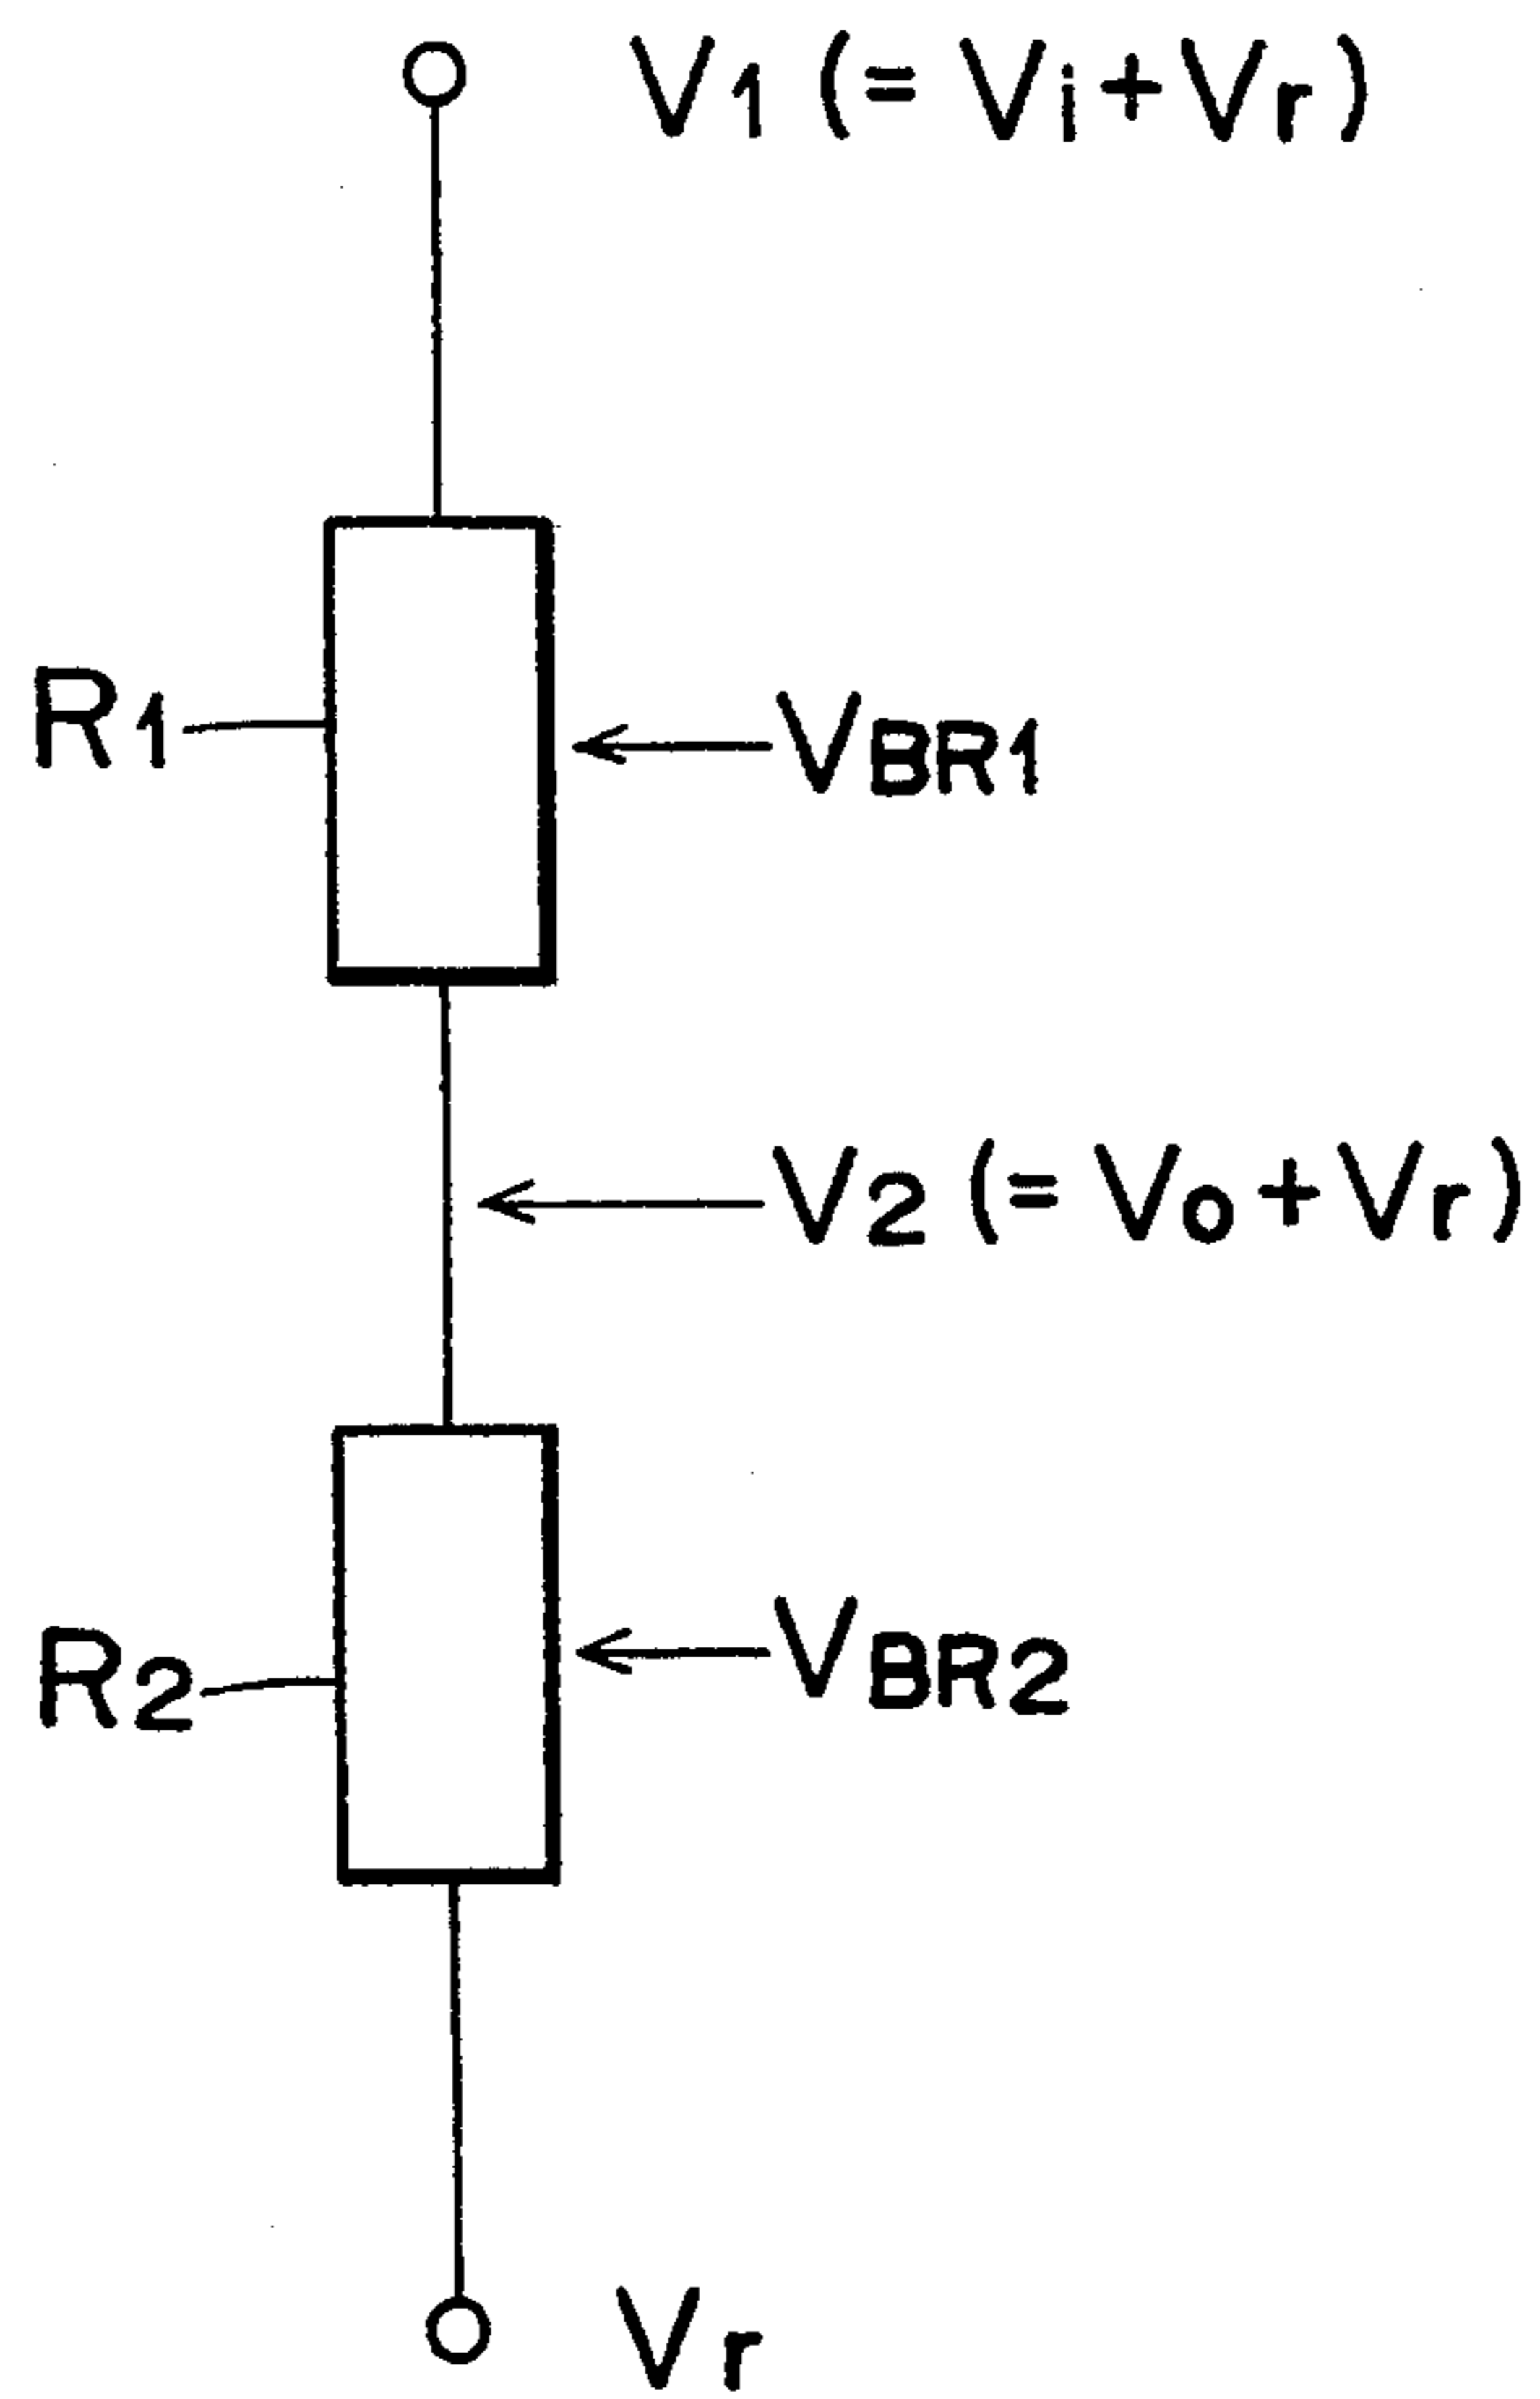 V1 (= Vi + Vr)
R1
VBR1
V2 (= Vo + Vr)
R2
VBR2
Vr